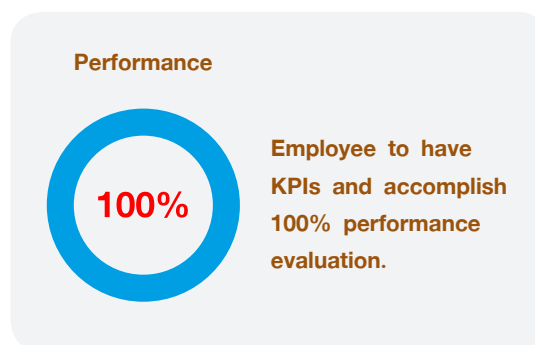 Performance
100%
Employee to have
KPIs and accomplish
100% performance
evaluation.